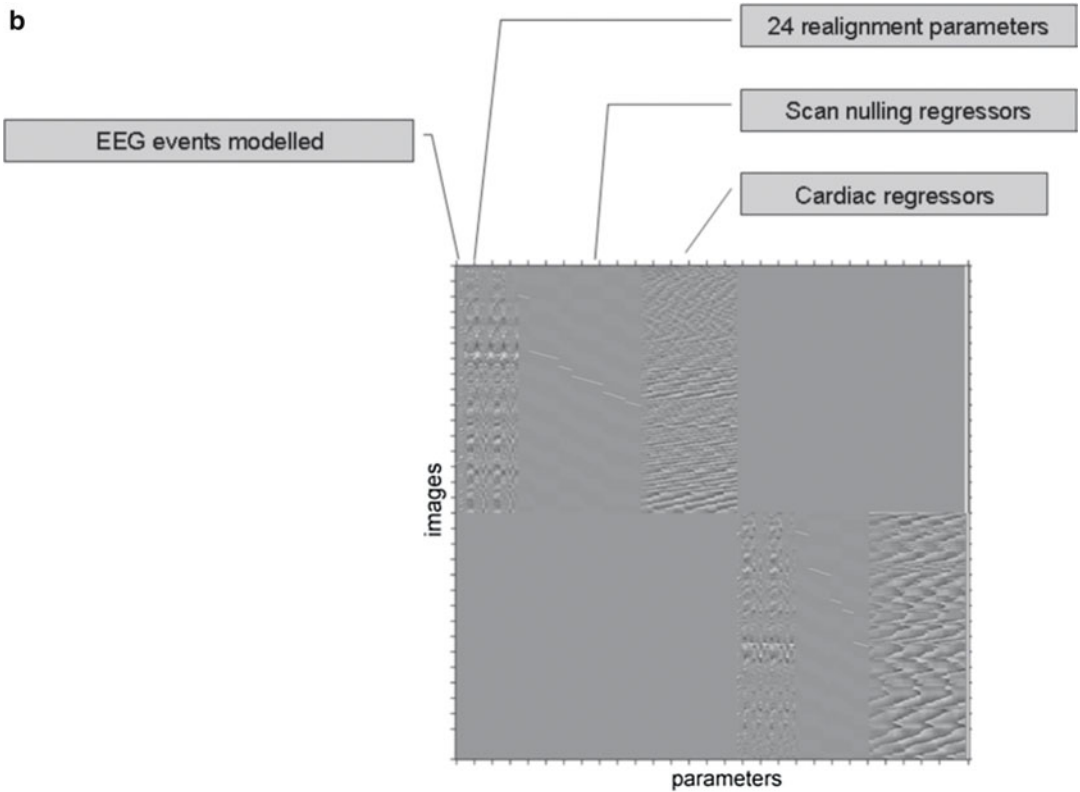 b
24 realignment parameters
Scan nulling regressors
EEG events modelled
Cardiac regressors
images
parameters